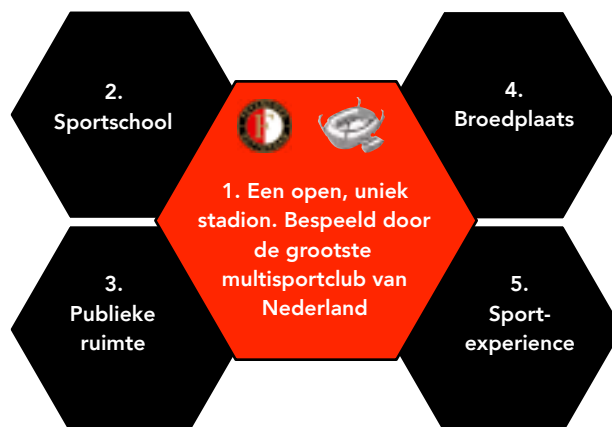 2.
Sportschool
4.
Broedplaats
1. Een open, uniek
stadion. Bespeeld door
de grootste
multisportclub van
Nederland
3.
Publieke
ruimte
5.
Sport-
experience